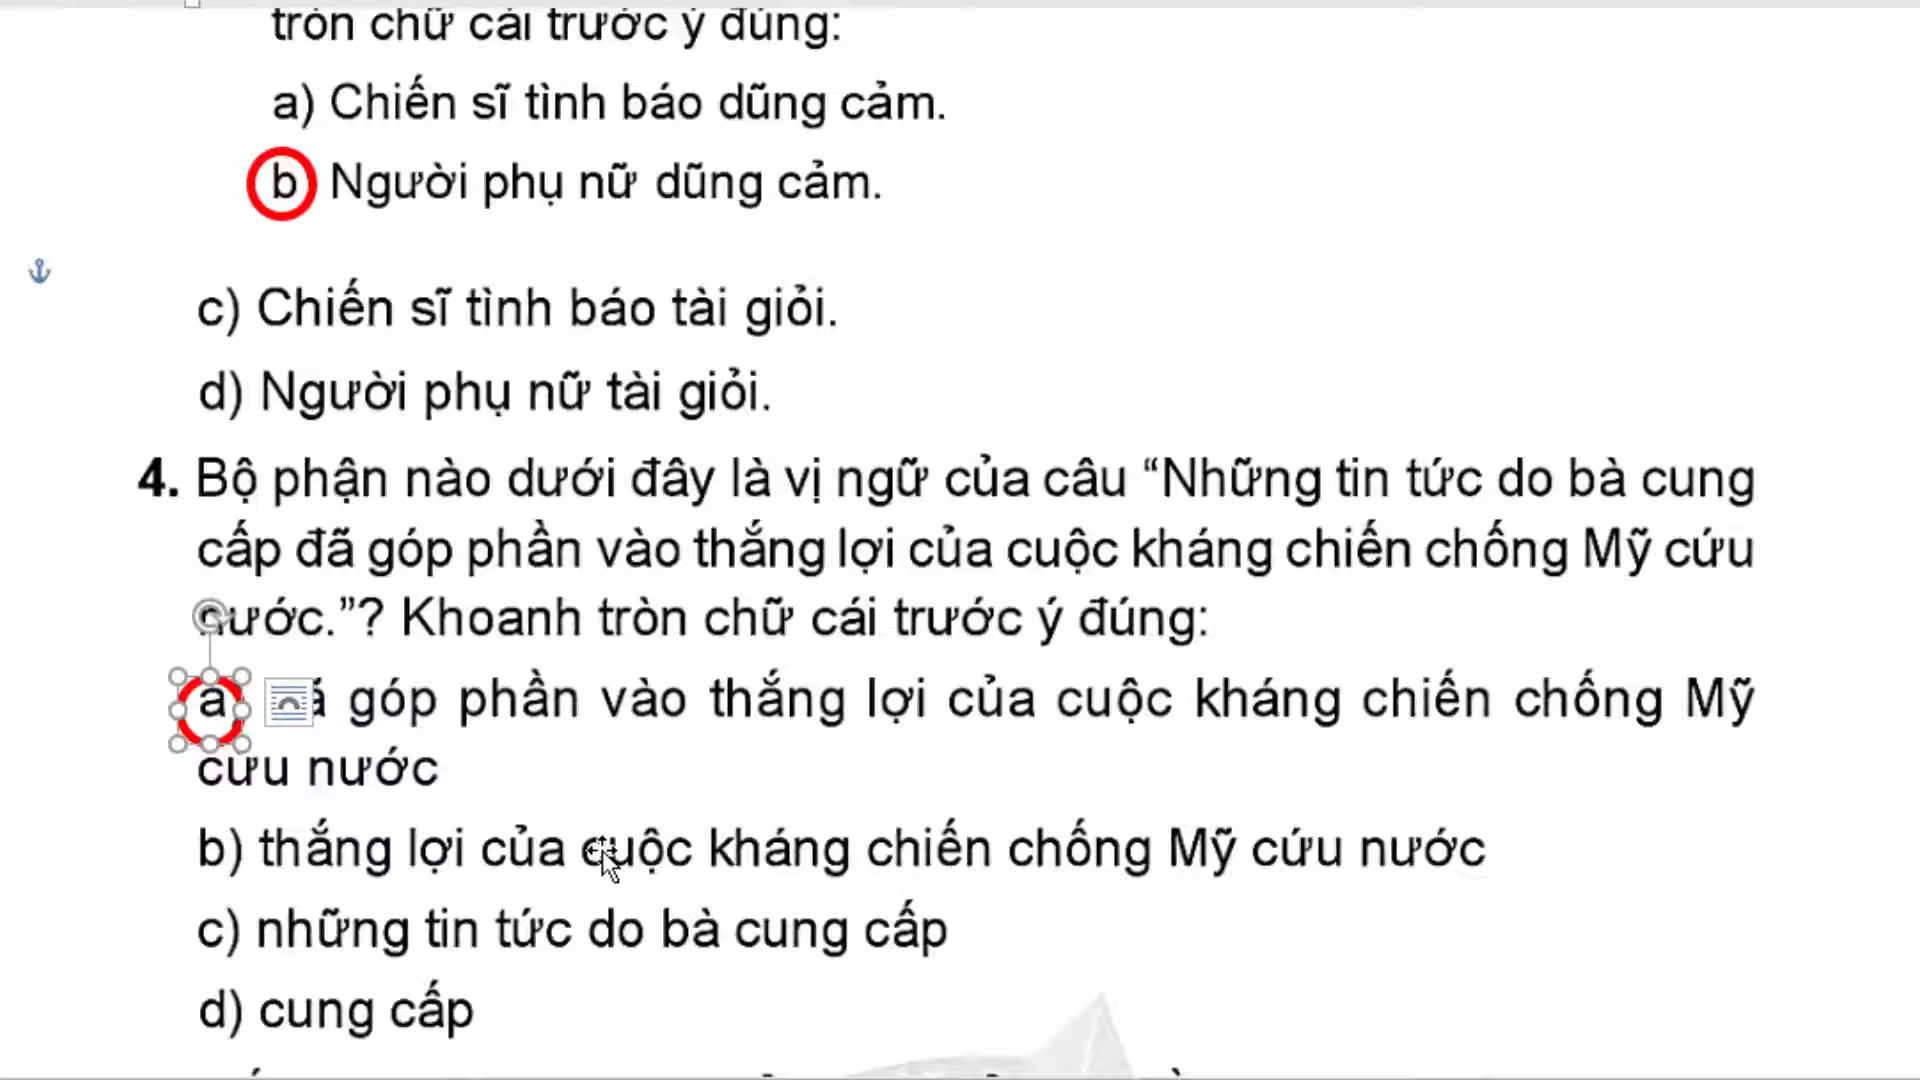 tròn chữ cái trước ý đúng:
a) Chiến sĩ tình báo dũng cảm.
b Người phụ nữ dũng cảm.
c) Chiến sĩ tình báo tài giỏi.
d) Người phụ nữ tài giỏi.
4. Bộ phận nào dưới đây là vị ngữ của câu “Những tin tức do bà cung
cấp đã góp phần vào thắng lợi của cuộc kháng chiến chống Mỹ cứu
nước.”? Khoanh tròn chữ cái trước ý đúng:
a góp phần vào thắng lợi của cuộc kháng chiến chống Mỹ
cứu nước
b) thắng lợi của cuộc kháng chiến chống Mỹ cứu nước
c) những tin tức do bà cung cấp
d) cung cấp